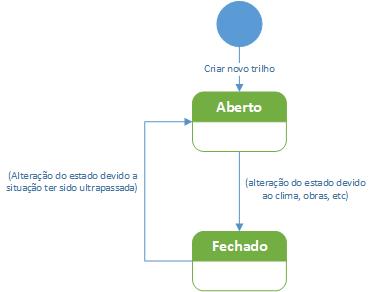 Criar novo trilho
Aberto
(Alteração do estado devido a
situação ter sido ultrapassada)
(alteração do estado devido
ao clima, obras, etc)
Fechado